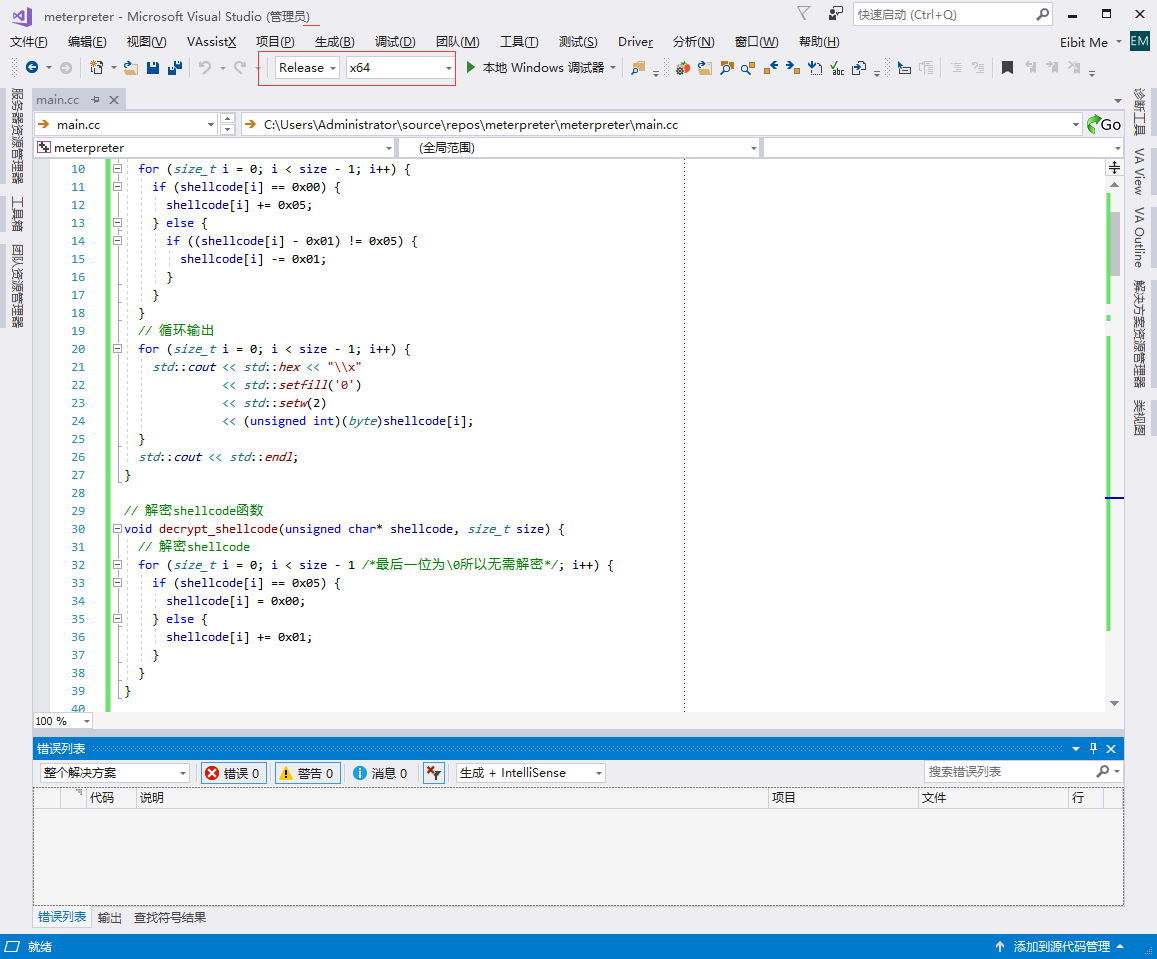 meterpreter - Microsoft Visual Studio (管理员)
快速启动 (Ctrl+Q)
文件(F) 编辑(E) 视图(V) VAssistX 项目(P) 生成(B) 调试(D) 团队(M) 工具(T) 测试(S) Driver 分析(N) 窗口(W) 帮助(H) Eibit Me EM
Release x64 本地 Windows 调试器
服务器资源管理器
工具箱
团队资源管理器
main.cc
main.cc C:\Users\Administrator\source\repos\meterpreter\meterpreter\main.cc Go
meterpreter (全局范围)
10 for (size_t i = 0; i < size - 1; i++) {
11 if (shellcode[i] == 0x00) {
12 shellcode[i] += 0x05;
13 } else {
14 if ((shellcode[i] - 0x01) != 0x05) {
15 shellcode[i] -= 0x01;
16 }
17 }
18 }
19 // 循环输出
20 for (size_t i = 0; i < size - 1; i++) {
21 std::cout << std::hex << "\\x"
22 << std::setfill('0')
23 << std::setw(2)
24 << (unsigned int)(byte)shellcode[i];
25 }
26 std::cout << std::endl;
27 }
28
29 // 解密shellcode函数
30 void decrypt_shellcode(unsigned char* shellcode, size_t size) {
31 // 解密shellcode
32 for (size_t i = 0; i < size - 1 /*最后一位为\0所以无需解密*/; i++) {
33 if (shellcode[i] == 0x05) {
34 shellcode[i] = 0x00;
35 } else {
36 shellcode[i] += 0x01;
37 }
38 }
39 }
40
100 %
诊断工具
VA View
VA Outline
解决方案资源管理器
类视图
错误列表
整个解决方案 错误 0 警告 0 消息 0 生成 + IntelliSense 搜索错误列表
代码 说明 项目 文件 行
错误列表 输出 查找符号结果
就绪 添加到源代码管理